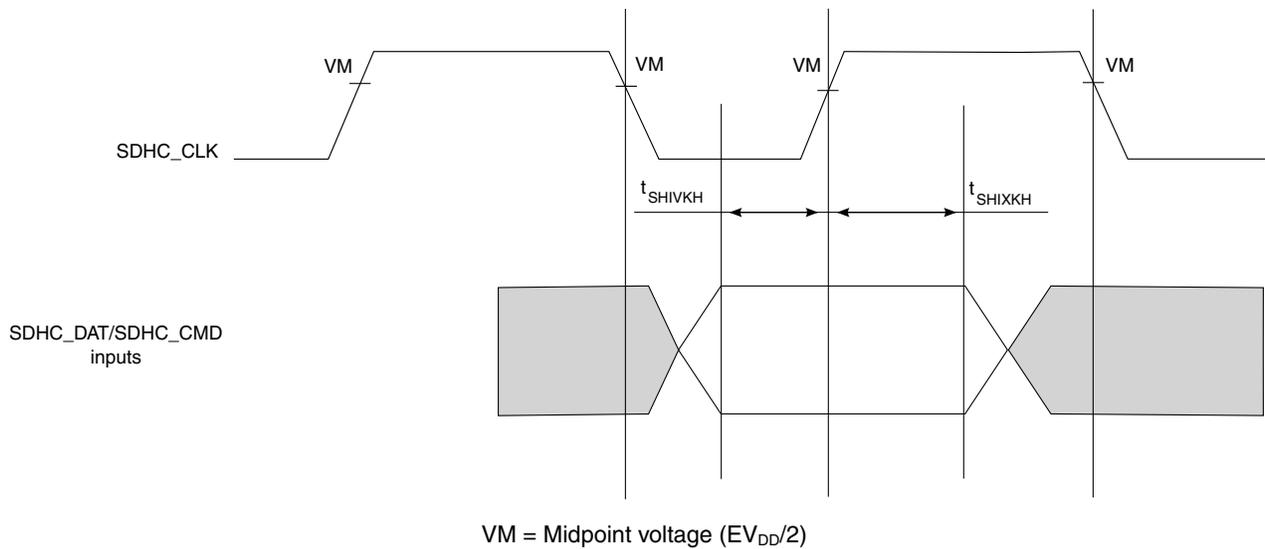 VM
VM
VM
VM
SDHC_CLK
tSHIVKH
tSHIXKH
SDHC_DAT/SDHC_CMD
inputs
VM = Midpoint voltage (EVDD/2)